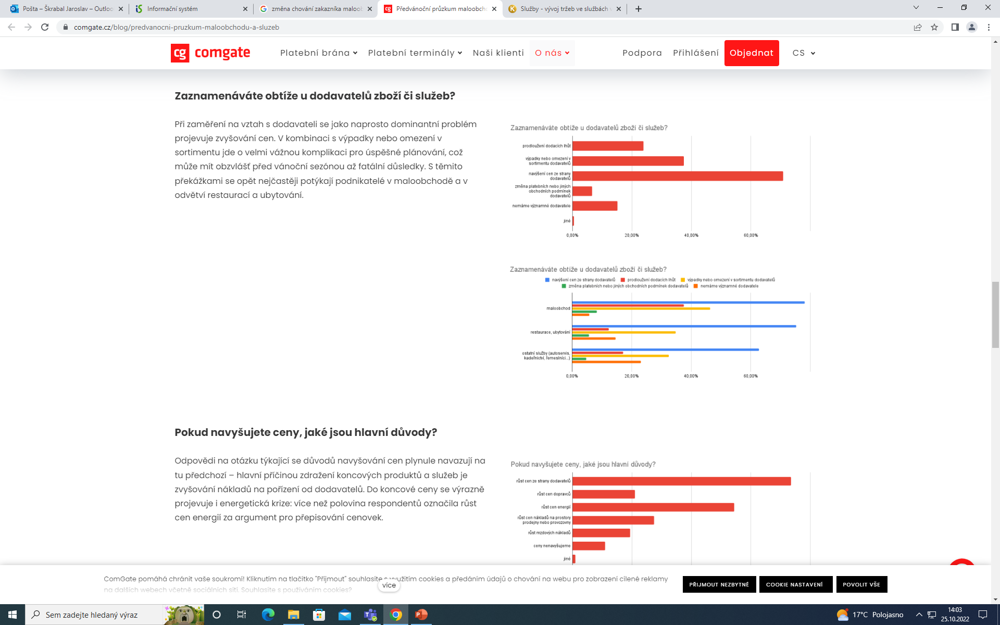 Pošta – Škrabal Jaroslav – Outloo
Informační systém
změna chování zakazníka maloob
Předvánoční průzkum maloobcho
Služby - vývoj tržeb ve službách v
comgate.cz/blog/predvanocni-pruzkum-maloobchodu-a-sluzeb
cg comgate
Platební brána
Platební terminály
Naši klienti
O nás
Podpora
Přihlášení
Objednat
CS
Zaznamenáváte obtíže u dodavatelů zboží či služeb?
Při zaměření na vztah s dodavateli se jako naprosto dominantní problém
projevuje zvyšování cen. V kombinaci s výpadky nebo omezení v
sortimentu jde o velmi vážnou komplikaci pro úspěšné plánování, což
může mít obzvlášť před vánoční sezónou až fatální důsledky. S těmito
překážkami se opět nejčastěji potýkají podnikatelé v maloobchodě a v
odvětví restaurací a ubytování.
Zaznamenáváte obtíže u dodavatelů zboží či služeb?
prodloužení dodacích lhůt
výpadky nebo omezení v
sortimentu dodavatelů
navýšení cen ze strany
dodavatelů
změna platebních nebo jiných
obchodních podmínek
dodavatelů
nemáme významné dodavatele
jiné
0,00% 20,00% 40,00% 60,00%
Zaznamenáváte obtíže u dodavatelů zboží či služeb?
navýšení cen ze strany dodavatelů prodloužení dodacích lhůt výpadky nebo omezení v sortimentu dodavatelů
změna platebních nebo jiných obchodních podmínek dodavatelů nemáme významné dodavatele
maloobchod
restaurace, ubytování
ostatní služby (autoservis,
kadeřnictví, řemeslníci...)
0,00% 20,00% 40,00% 60,00%
Pokud navyšujete ceny, jaké jsou hlavní důvody?
Odpovědi na otázku týkající se důvodů navyšování cen plynule navazují na
tu předchozí – hlavní příčinou zdražení koncových produktů a služeb je
zvyšování nákladů na pořízení od dodavatelů. Do koncové ceny se výrazně
projevuje i energetická krize: více než polovina respondentů označila růst
cen energií za argument pro přepisování cenovek.
Pokud navyšujete ceny, jaké jsou hlavní důvody?
růst cen ze strany dodavatelů
růst cen dopravců
růst cen energií
růst cen nákladů na prostory
prodejny nebo provozovny
růst mzdových nákladů
ceny nenavyšujeme
jiné
ComGate pomáhá chránit vaše soukromí! Kliknutím na tlačítko "Přijmout" souhlasíte s využitím cookies a předáním údajů o chování na webu pro zobrazení cílené reklamy
na dalších webech včetně sociálních sítí. Souhlasíte s používáním cookies?
více
PŘIJMOUT NEZBYTNÉ
COOKIE NASTAVENÍ
POVOLIT VŠE
Sem zadejte hledaný výraz
17°C Polojasno
14:03
25.10.2022